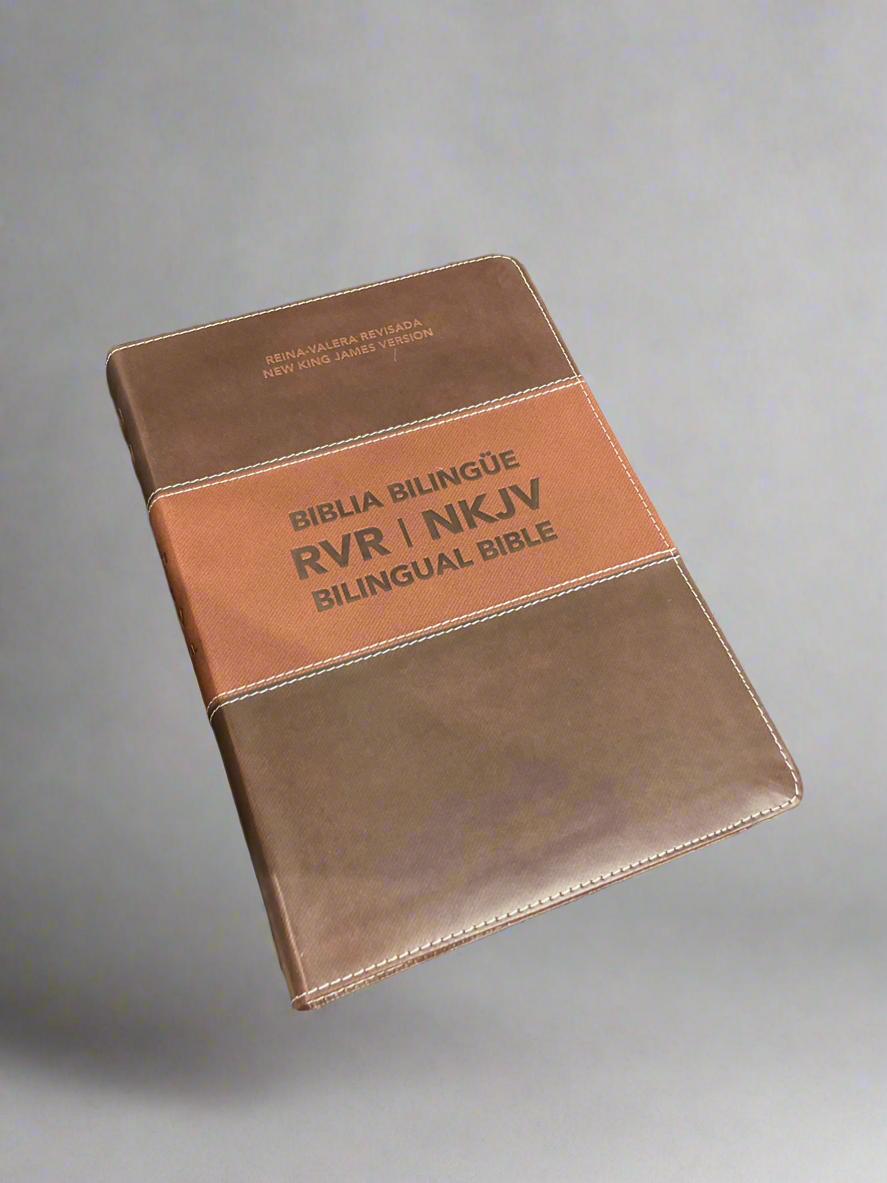 REINA-VALERA REVISADA
NEW KING JAMES VERSION
BIBLIA BILINGÜE
RVR | NKJV
BILINGUAL BIBLE